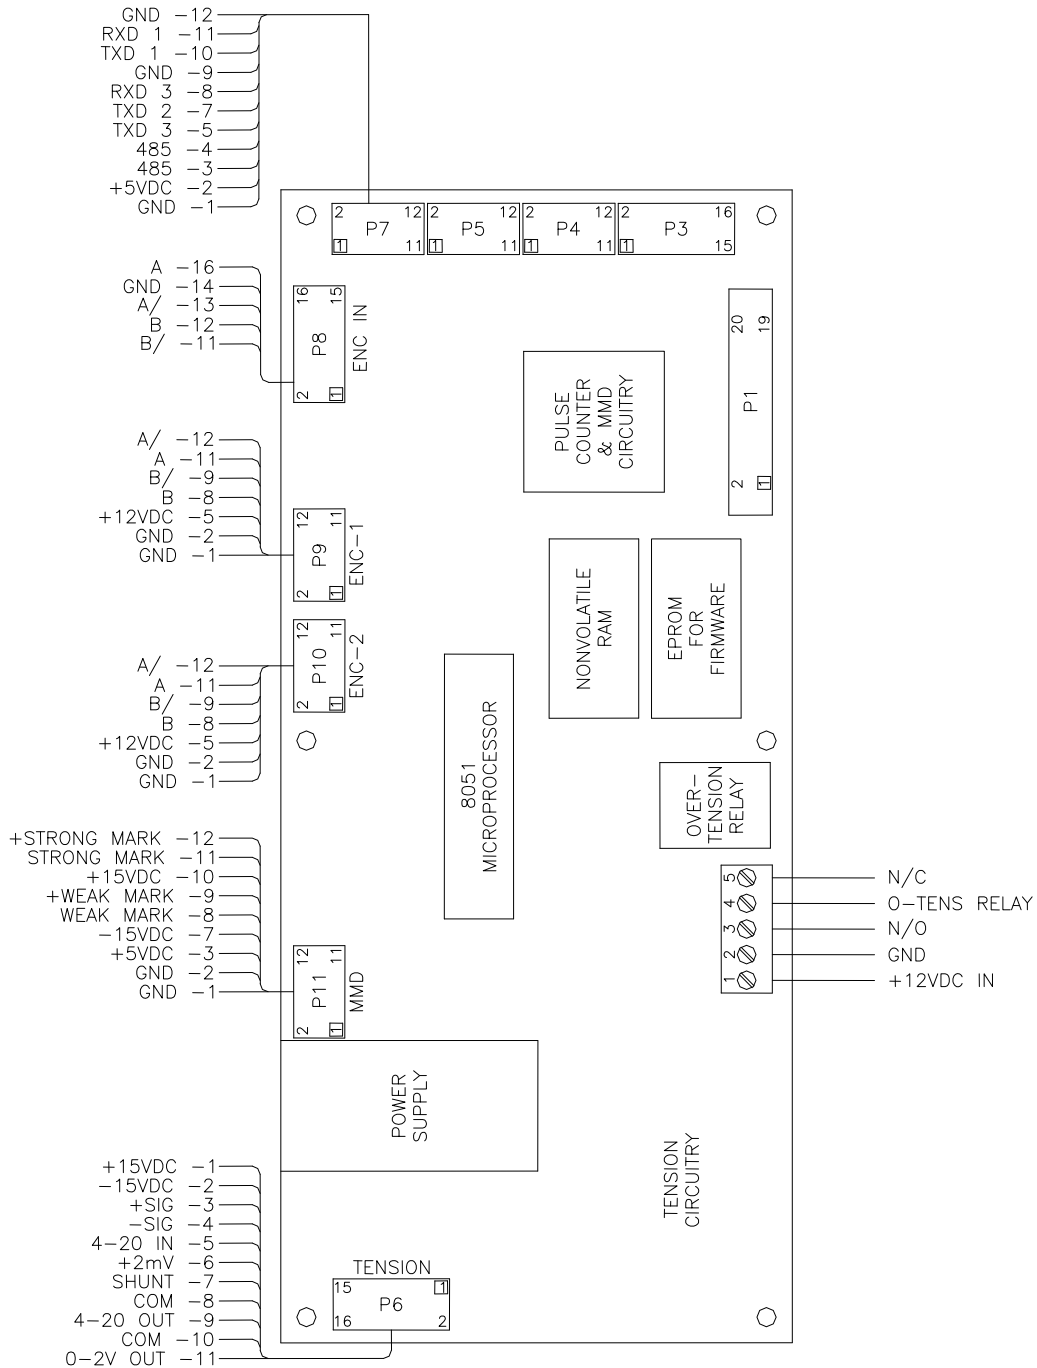 GND -12
RXD 1 -11
TXD 1 -10
GND -9
RXD 3 -8
TXD 2 -7
TXD 3 -5
485 -4
485 -3
+5VDC -2
GND -1
2 12
P7
1 11
2 12
P5
1 11
2 12
P4
1 11
2 16
P3
1 15
A -16
GND -14
A/ -13
B -12
B/ -11
16 15
P8
2 1
ENC IN
20 19
P1
2 1
PULSE
COUNTER
& MMD
CIRCUITRY
A/ -12
A -11
B/ -9
B -8
+12VDC -5
GND -2
GND -1
12 11
P9
2 1
ENC-1
NONVOLATILE
RAM
EPROM
FOR
FIRMWARE
A/ -12
A -11
B/ -9
B -8
+12VDC -5
GND -2
GND -1
12 11
P10
2 1
ENC-2
8051
MICROPROCESSOR
OVER-
TENSION
RELAY
+STRONG MARK -12
STRONG MARK -11
+15VDC -10
+WEAK MARK -9
WEAK MARK -8
-15VDC -7
+5VDC -3
GND -2
GND -1
12 11
P11
2 1
MMD
5 N/C
4 O-TENS RELAY
3 N/O
2 GND
1 +12VDC IN
POWER
SUPPLY
TENSION
CIRCUITRY
+15VDC -1
-15VDC -2
+SIG -3
-SIG -4
4-20 IN -5
+2mV -6
SHUNT -7
COM -8
4-20 OUT -9
COM -10
0-2V OUT -11
TENSION
15 1
P6
16 2